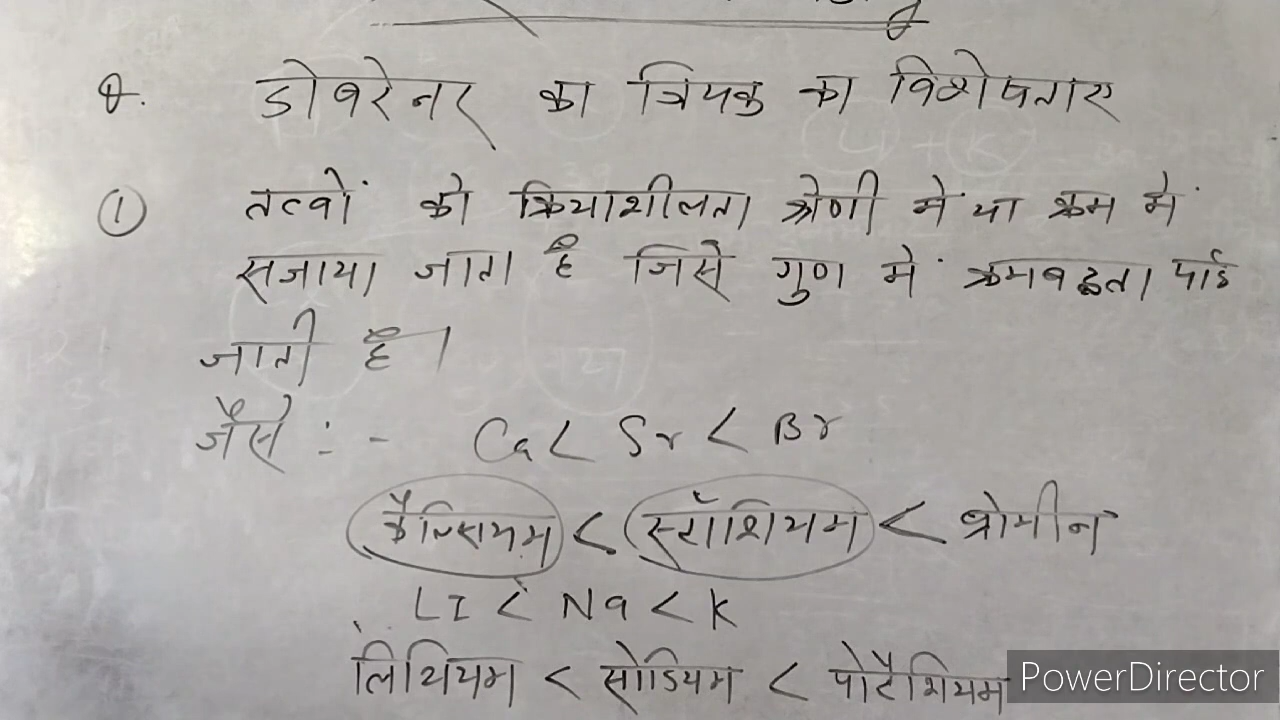 Q. डोबरेनर का त्रियक का विशेषताए
① तत्वों को क्रियाशीलता श्रेणी में या क्रम में
सजाया जाता है जिसे गुण में क्रमबद्धता पाई
जाती है।
जैसे :- Ca < Sr < Br
कैल्सियम < स्टॉशियम < ब्रोमीन
LI < Na < K
लिथियम < सोडियम < पोटैशियम
PowerDirector